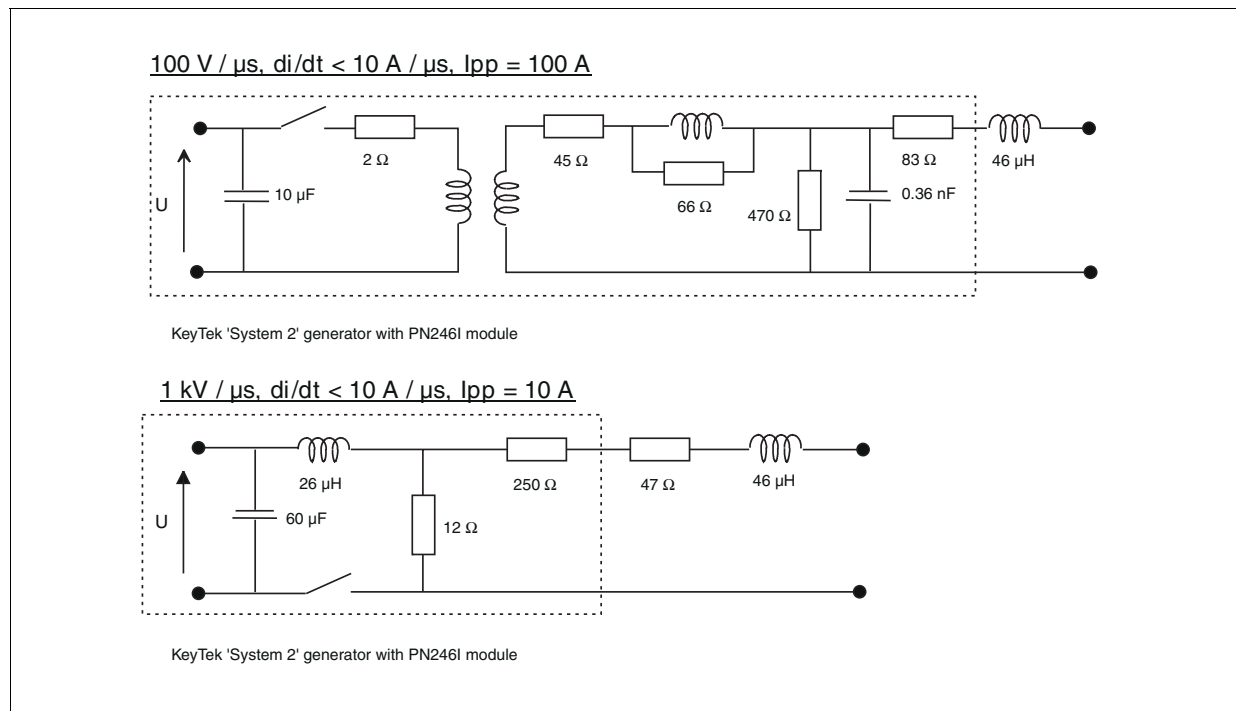 100 V / µs, di/dt < 10 A / µs, Ipp = 100 A
U
10 µF
2 Ω
45 Ω
66 Ω
470 Ω
0.36 nF
83 Ω
46 µH
KeyTek 'System 2' generator with PN246I module
1 kV / µs, di/dt < 10 A / µs, Ipp = 10 A
U
60 µF
26 µH
12 Ω
250 Ω
47 Ω
46 µH
KeyTek 'System 2' generator with PN246I module